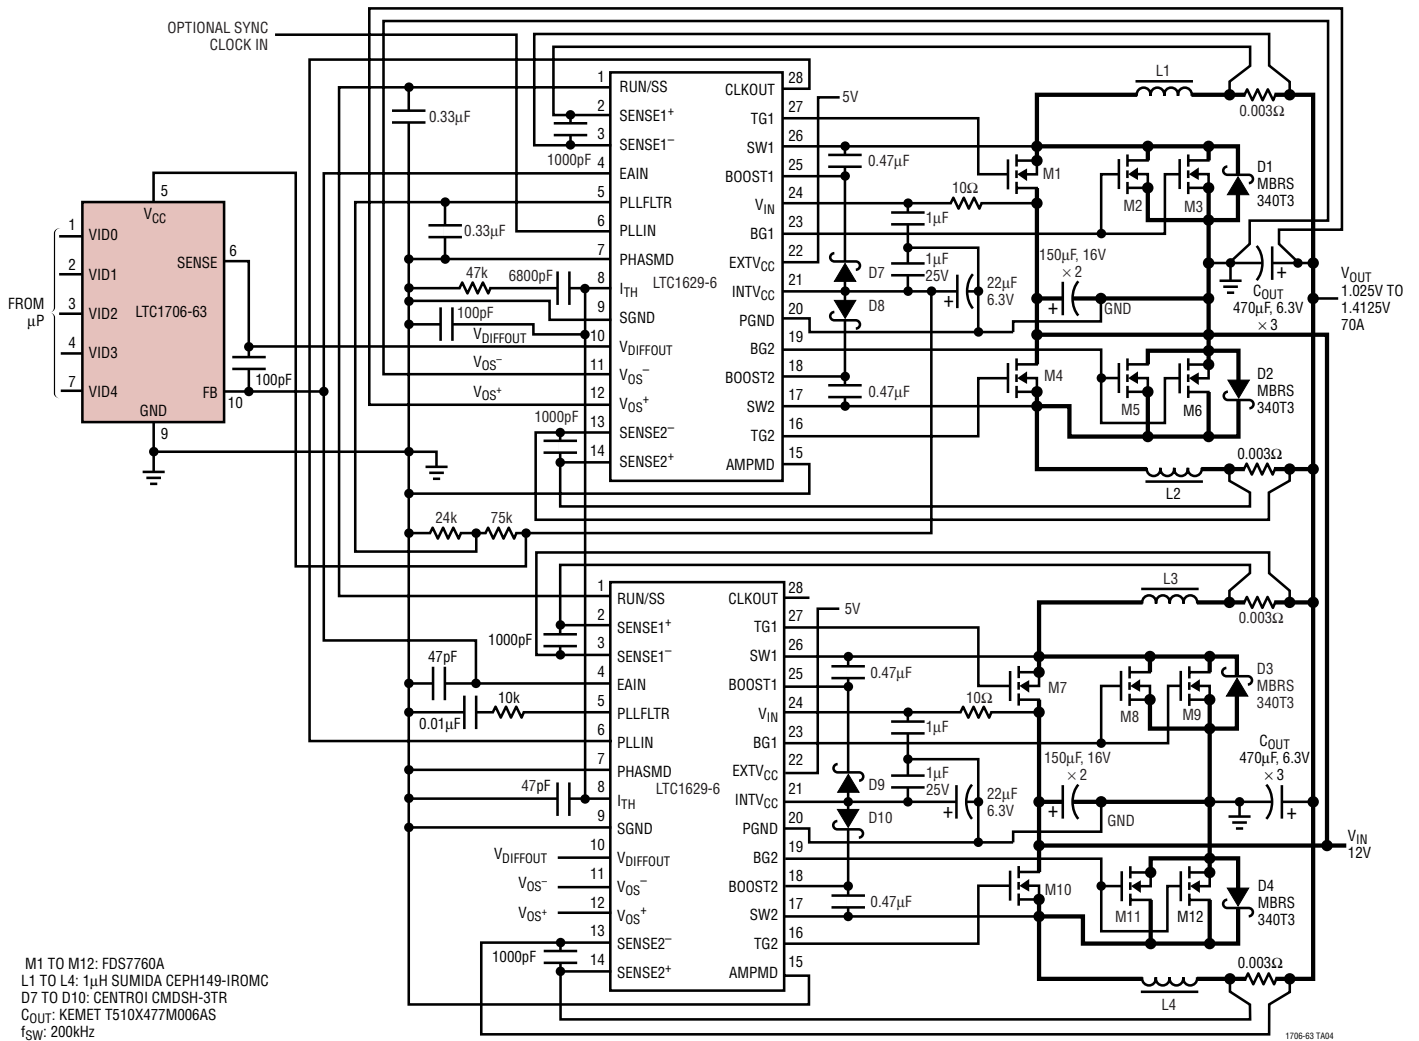 OPTIONAL SYNC
CLOCK IN
1
RUN/SS
0.33µF
2
SENSE1+
3
SENSE1–
1000pF
4
EAIN
5
PLLFLTR
0.33µF
6
PLLIN
7
PHASMD
47k
6800pF
8
ITH
LTC1629-6
9
SGND
100pF
VDIFFOUT
10
VDIFFOUT
VOS–
11
VOS–
VOS+
12
VOS+
1000pF
13
SENSE2–
14
SENSE2+
28
CLKOUT
27
TG1
26
SW1
25
BOOST1
24
VIN
23
BG1
22
EXTVCC
21
INTVCC
20
PGND
19
BG2
18
BOOST2
17
SW2
16
TG2
15
AMPMD
5V
0.47µF
10Ω
1µF
1µF
25V
D7
D8
22µF
6.3V
0.47µF
L1
0.003Ω
M1
M2
M3
D1
MBRS
340T3
150µF, 16V
× 2
+
GND
+
+
COUT
470µF, 6.3V
× 3
VOUT
1.025V TO
1.4125V
70A
M4
M5
M6
D2
MBRS
340T3
0.003Ω
L2
5
VCC
FROM
µP
1
VID0
2
VID1
3
VID2
4
VID3
7
VID4
6
SENSE
LTC1706-63
100pF
FB
10
GND
9
24k
75k
1
RUN/SS
2
SENSE1+
3
SENSE1–
1000pF
47pF
4
EAIN
10k
5
PLLFLTR
0.01µF
6
PLLIN
7
PHASMD
47pF
8
ITH
LTC1629-6
9
SGND
VDIFFOUT
10
VDIFFOUT
VOS–
11
VOS–
VOS+
12
VOS+
13
SENSE2–
1000pF
14
SENSE2+
28
CLKOUT
27
TG1
26
SW1
25
BOOST1
24
VIN
23
BG1
22
EXTVCC
21
INTVCC
20
PGND
19
BG2
18
BOOST2
17
SW2
16
TG2
15
AMPMD
5V
0.47µF
10Ω
1µF
1µF
25V
D9
D10
+
22µF
6.3V
0.47µF
L3
0.003Ω
M7
M8
M9
D3
MBRS
340T3
150µF, 16V
× 2
+
GND
COUT
470µF, 6.3V
× 3
+
VIN
12V
M10
M11
M12
D4
MBRS
340T3
0.003Ω
L4
M1 TO M12: FDS7760A
L1 TO L4: 1µH SUMIDA CEPH149-IROMC
D7 TO D10: CENTROI CMDSH-3TR
COUT: KEMET T510X477M006AS
fSW: 200kHz
1706-63 TA04